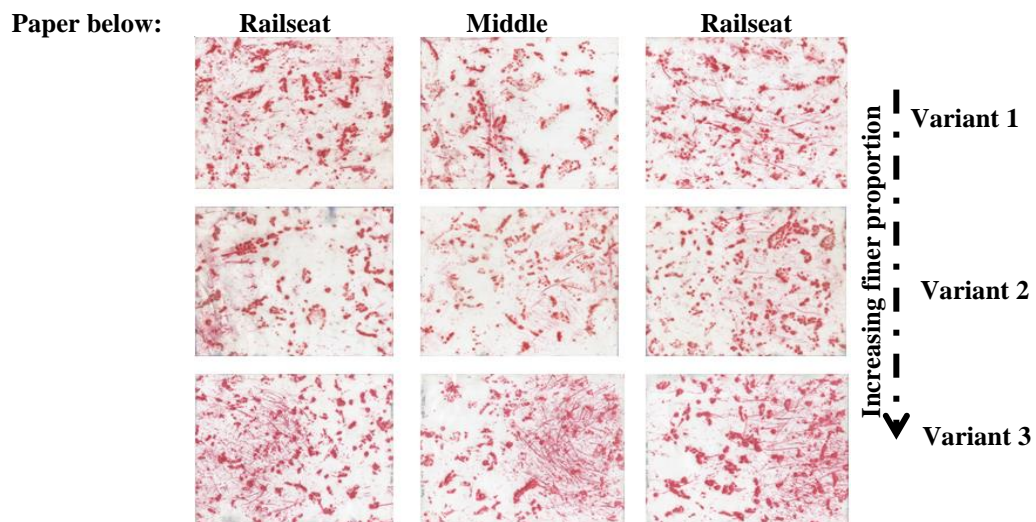 Paper below: Railseat Middle Railseat
Variant 1
Increasing finer proportion
Variant 2
Variant 3